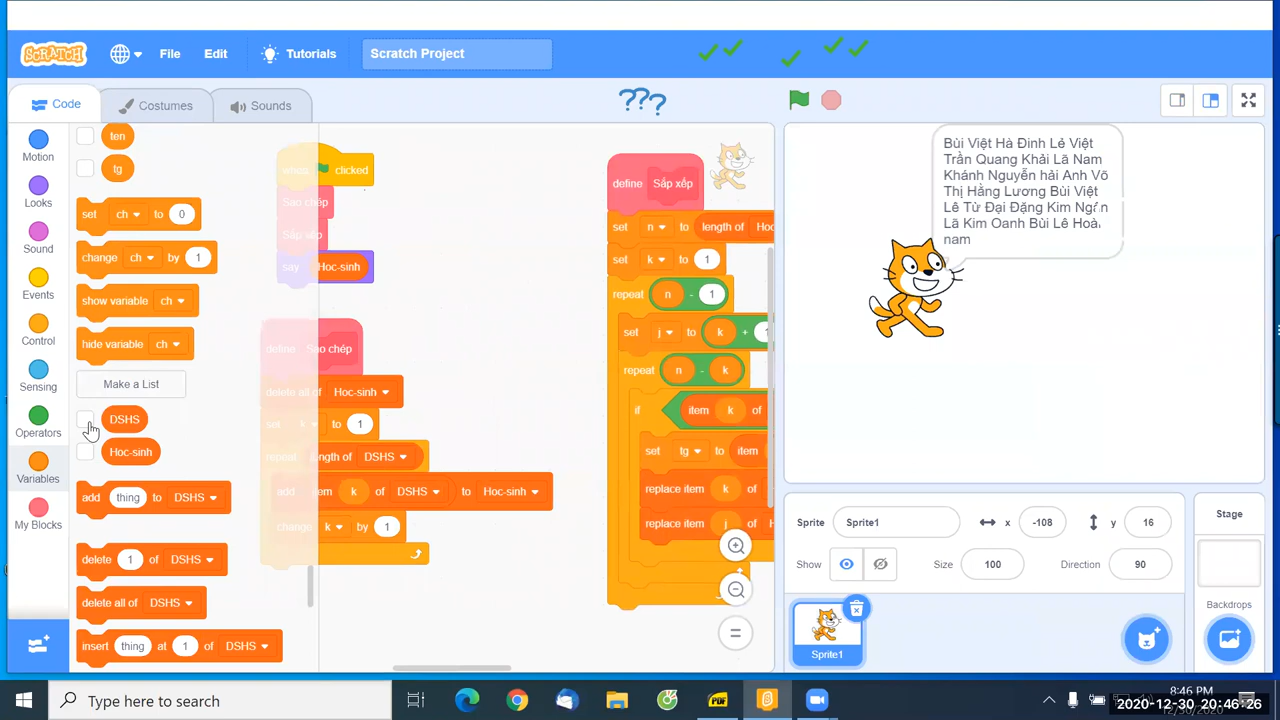 SCRATCH
File
Edit
Tutorials
Scratch Project
Code
Costumes
Sounds
???
Motion
Looks
Sound
Events
Control
Sensing
Operators
Variables
My Blocks
ten
tg
set ch to 0
change ch by 1
show variable ch
hide variable ch
Make a List
DSHS
Hoc-sinh
add thing to DSHS
delete 1 of DSHS
delete all of DSHS
insert thing at 1 of DSHS
when clicked
Sao chép
Sắp xếp
say Hoc-sinh
define Sao chép
delete all of Hoc-sinh
set k to 1
repeat length of DSHS
add item k of DSHS to Hoc-sinh
change k by 1
define Sắp xếp
set n to length of Hoc
set k to 1
repeat n - 1
set j to k + 1
repeat n - k
if item k of
set tg to item
replace item k of
replace item j of H
Bùi Việt Hà Đinh Lê Việt
Trần Quang Khải Lã Nam
Khánh Nguyễn hải Anh Võ
Thị Hằng Lương Bùi Việt
Lê Từ Đại Đặng Kim Ngân
Lã Kim Oanh Bùi Lê Hoài
nam
Sprite
Sprite1
x
-108
y
16
Show
Size
100
Direction
90
Sprite1
Stage
Backdrops
Type here to search
PDF
8:46 PM
12/30/2020
2020-12-30 20:46:26